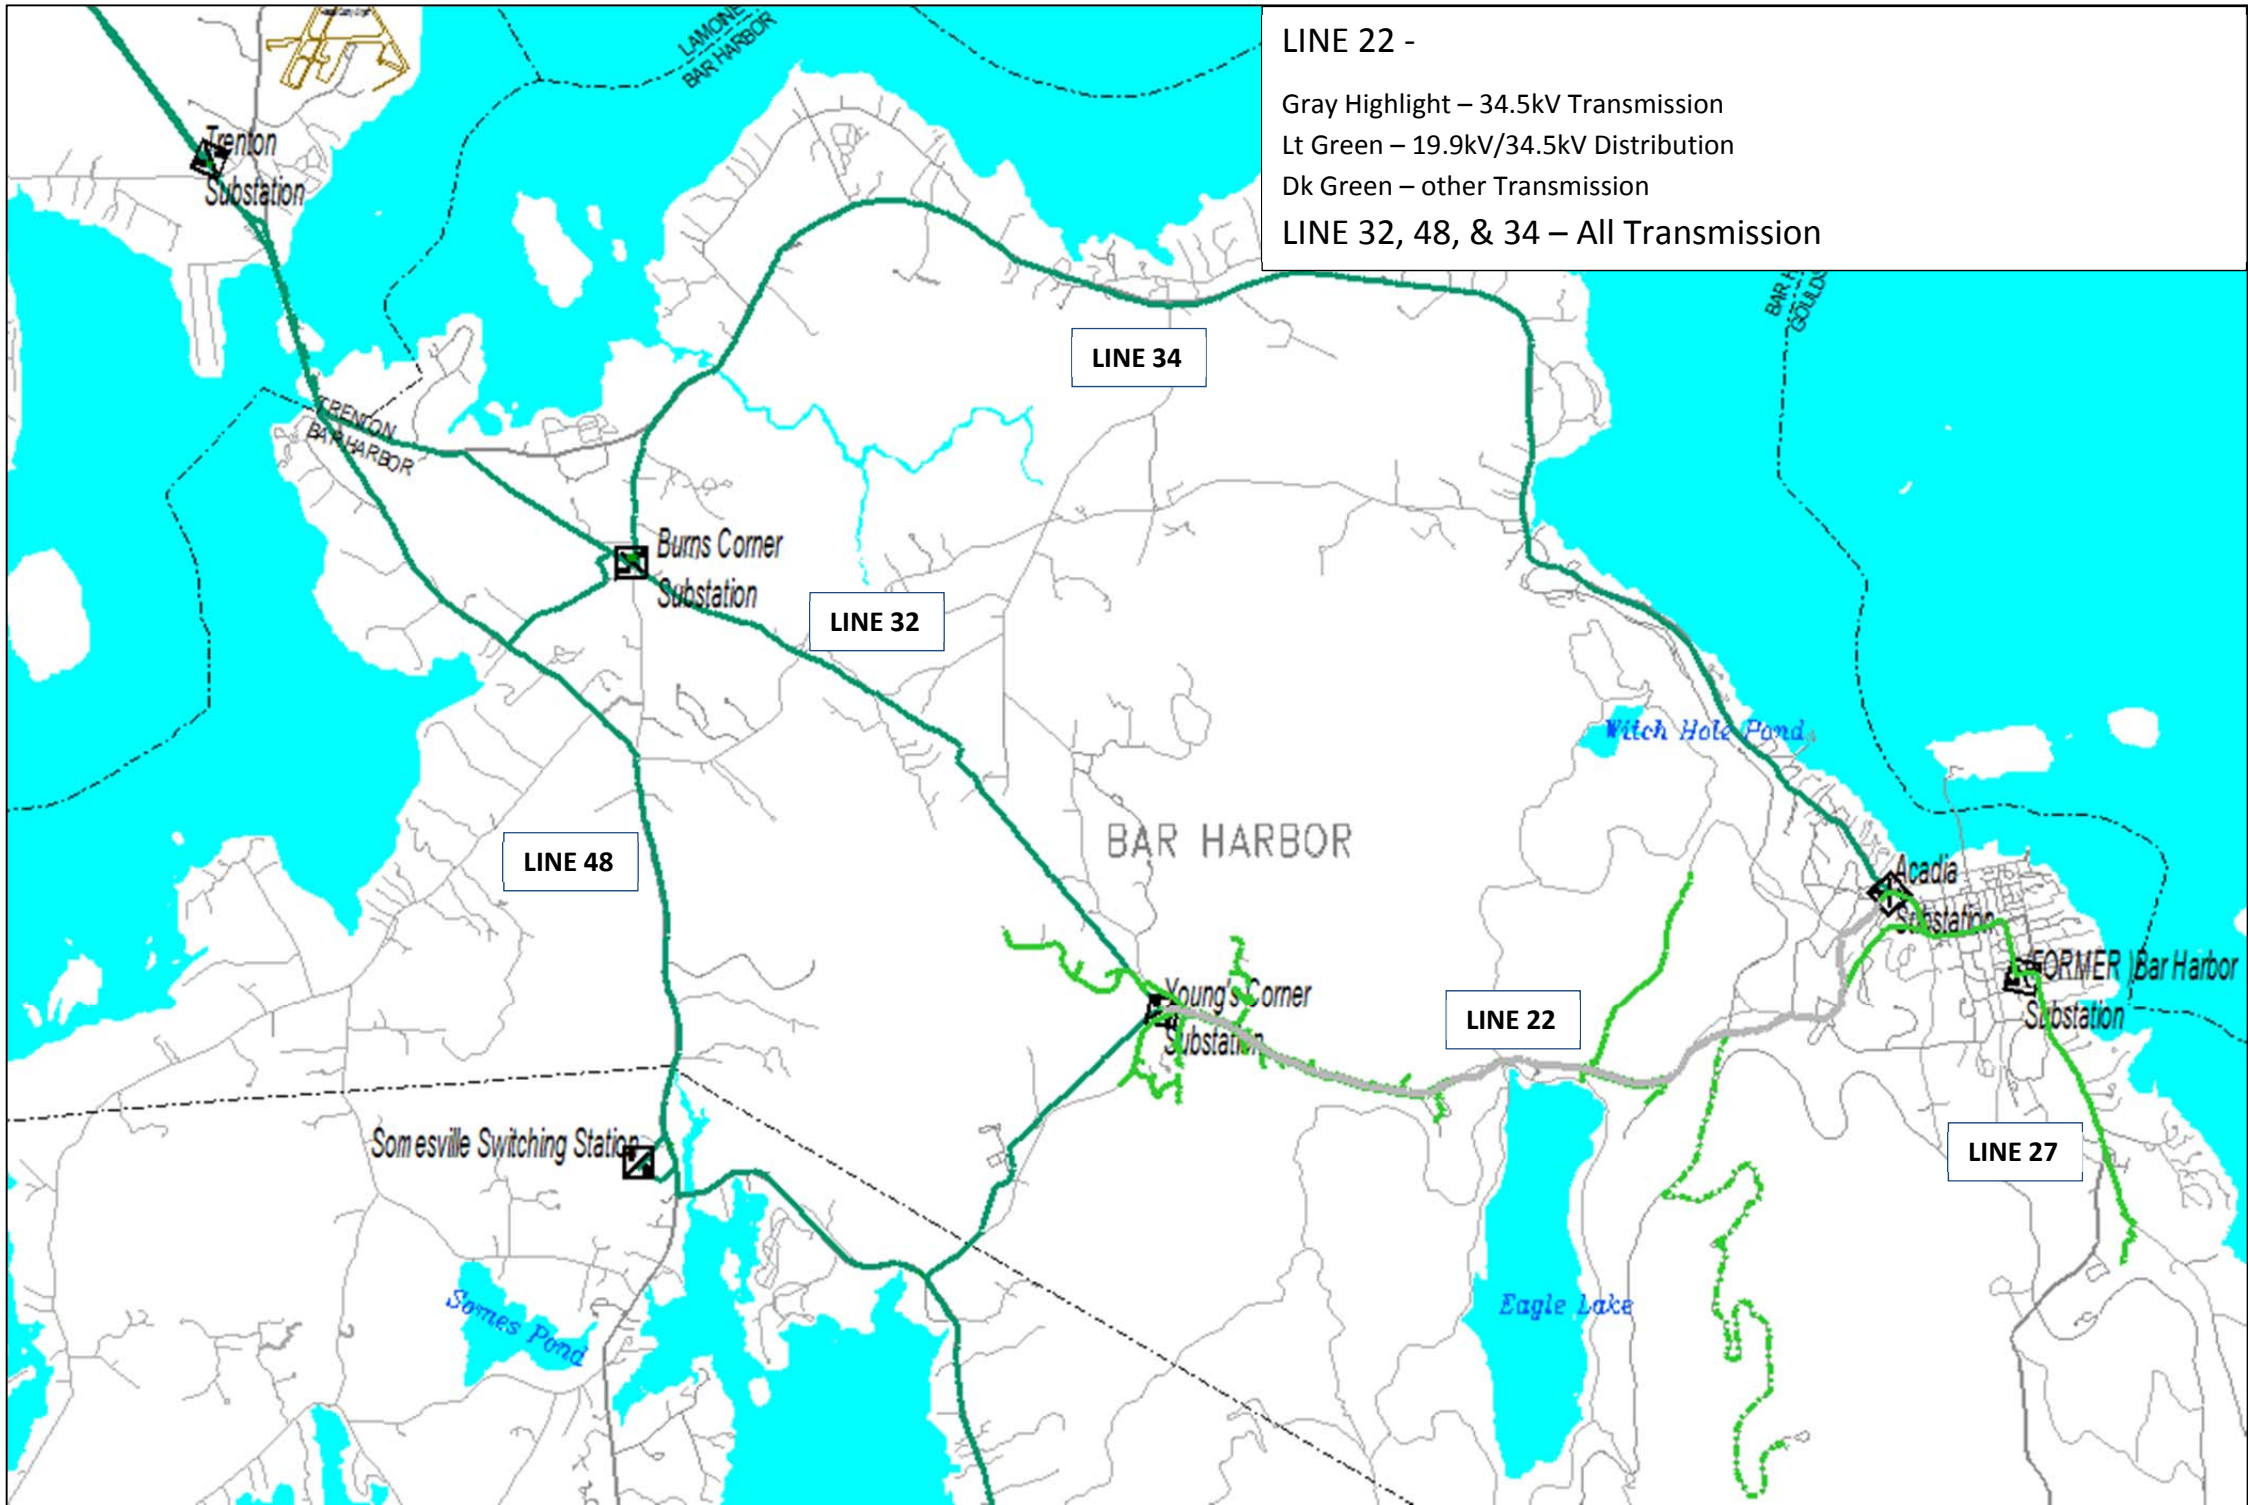 LINE 22 -
Gray Highlight – 34.5kV Transmission
Lt Green – 19.9kV/34.5kV Distribution
Dk Green – other Transmission
LINE 32, 48, & 34 – All Transmission
BAR HARBOR
Trenton
Substation
LINE 34
TRENTON
BAR HARBOR
Burns Corner
Substation
LINE 32
Witch Hole Pond
BAR HARBOR
LINE 48
Acadia
Substation
(FORMER) Bar Harbor
Substation
Young's Corner
Substation
LINE 22
Somesville Switching Station
LINE 27
Somes Pond
Eagle Lake